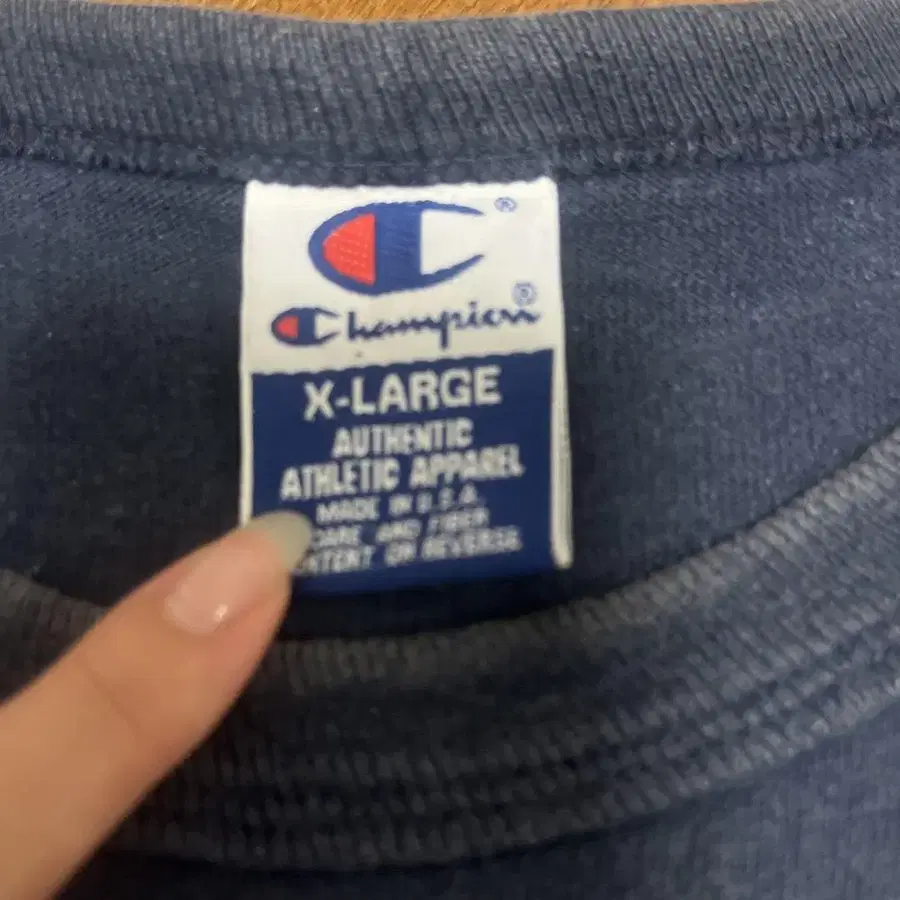 ®
Champion ®
X-LARGE
AUTHENTIC
ATHLETIC APPAREL
MADE IN U.S.A.
CARE AND FIBER
CONTENT ON REVERSE